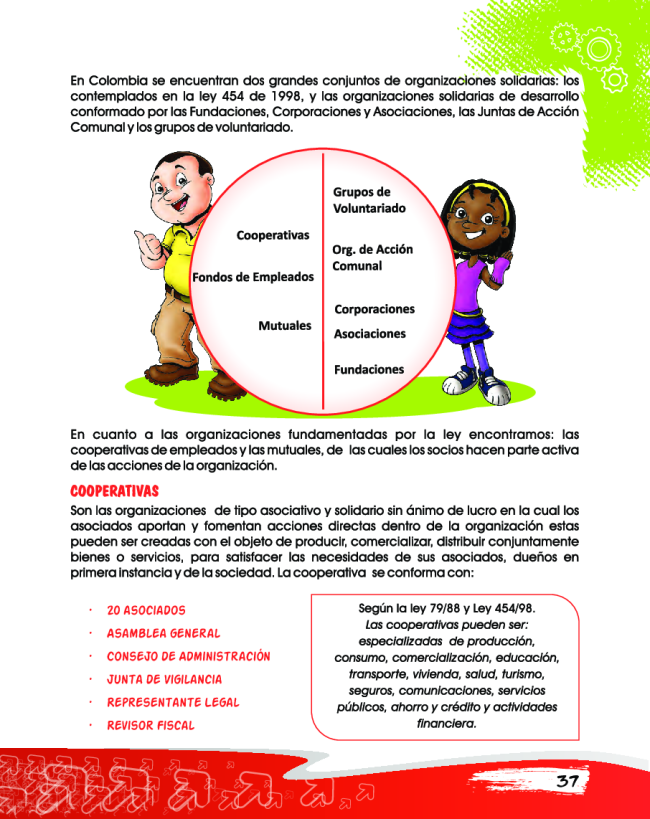 En Colombia se encuentran dos grandes conjuntos de organizaciones solidarias: los
contemplados en la ley 454 de 1998, y las organizaciones solidarias de desarrollo
conformado por las Fundaciones, Corporaciones y Asociaciones, las Juntas de Acción
Comunal y los grupos de voluntariado.
Cooperativas
Fondos de Empleados
Mutuales
Grupos de
Voluntariado
Org. de Acción
Comunal
Corporaciones
Asociaciones
Fundaciones
En cuanto a las organizaciones fundamentadas por la ley encontramos: las
cooperativas de empleados y las mutuales, de las cuales los socios hacen parte activa
de las acciones de la organización.
COOPERATIVAS
Son las organizaciones de tipo asociativo y solidario sin ánimo de lucro en la cual los
asociados aportan y fomentan acciones directas dentro de la organización estas
pueden ser creadas con el objeto de producir, comercializar, distribuir conjuntamente
bienes o servicios, para satisfacer las necesidades de sus asociados, dueños en
primera instancia y de la sociedad. La cooperativa se conforma con:
· 20 ASOCIADOS
· ASAMBLEA GENERAL
· CONSEJO DE ADMINISTRACIÓN
· JUNTA DE VIGILANCIA
· REPRESENTANTE LEGAL
· REVISOR FISCAL
Según la ley 79/88 y Ley 454/98.
Las cooperativas pueden ser:
especializadas de producción,
consumo, comercialización, educación,
transporte, vivienda, salud, turismo,
seguros, comunicaciones, servicios
públicos, ahorro y crédito y actividades
financiera.
37